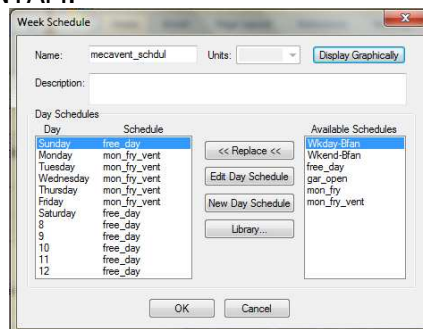 Week Schedule
Name: mecavent_schdul Units: Display Graphically
Description:
Day Schedules
Day Schedule Available Schedules
Sunday free_day Wkday-Bfan
Monday mon_fry_vent << Replace << Wkend-Bfan
Tuesday mon_fry_vent free_day
Wednesday mon_fry_vent Edit Day Schedule gar_open
Thursday mon_fry_vent mon_fry
Friday mon_fry_vent New Day Schedule mon_fry_vent
Saturday free_day
8 free_day Library...
9 free_day
10 free_day
11 free_day
12 free_day
OK Cancel